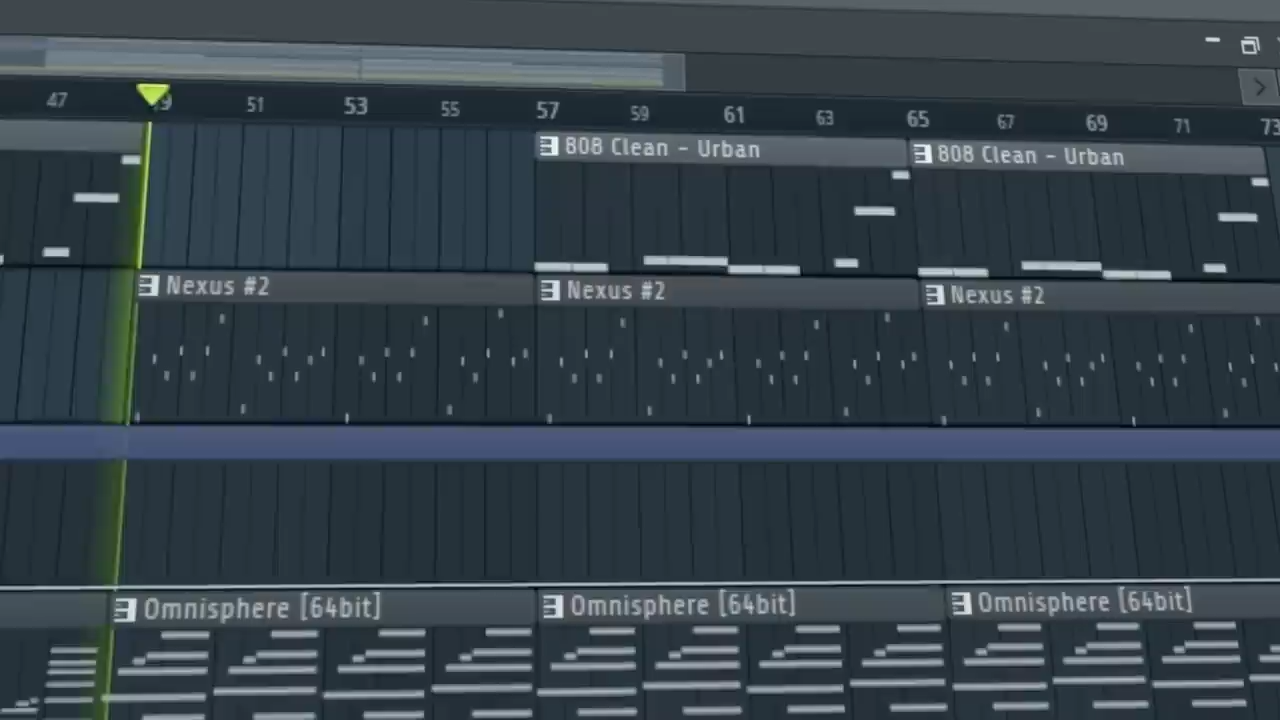 47 51 53 55 57 59 61 63 65 67 69 71 73
808 Clean - Urban 808 Clean - Urban
Nexus #2 Nexus #2 Nexus #2
Omnisphere [64bit] Omnisphere [64bit] Omnisphere [64bit]